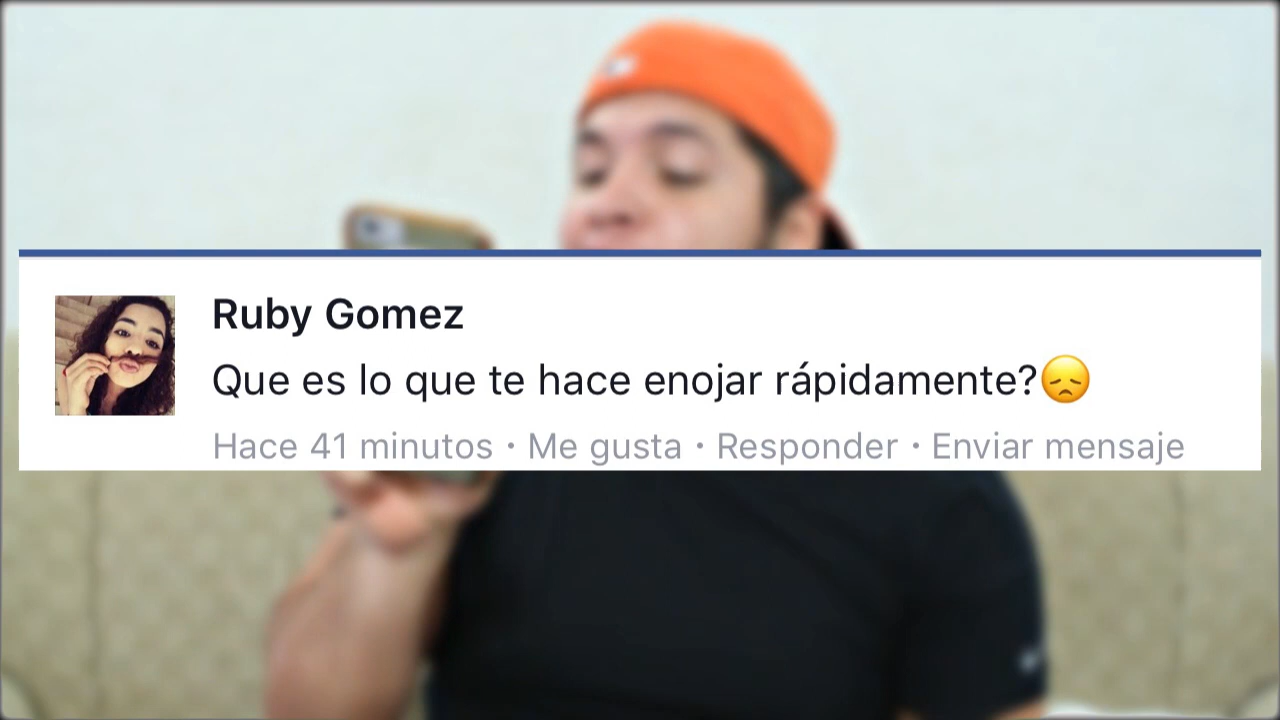 Ruby Gomez
Que es lo que te hace enojar rápidamente?😞
Hace 41 minutos • Me gusta • Responder • Enviar mensaje